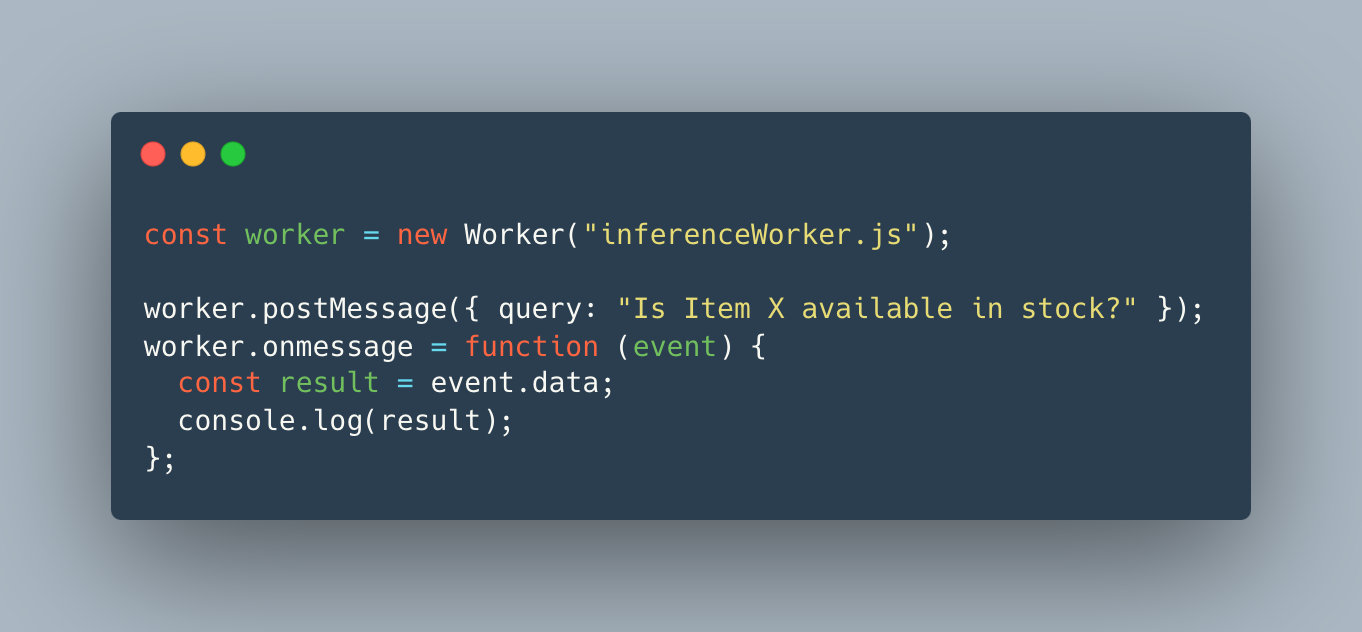 const worker = new Worker("inferenceWorker.js");

worker.postMessage({ query: "Is Item X available in stock?" });
worker.onmessage = function (event) {
  const result = event.data;
  console.log(result);
};